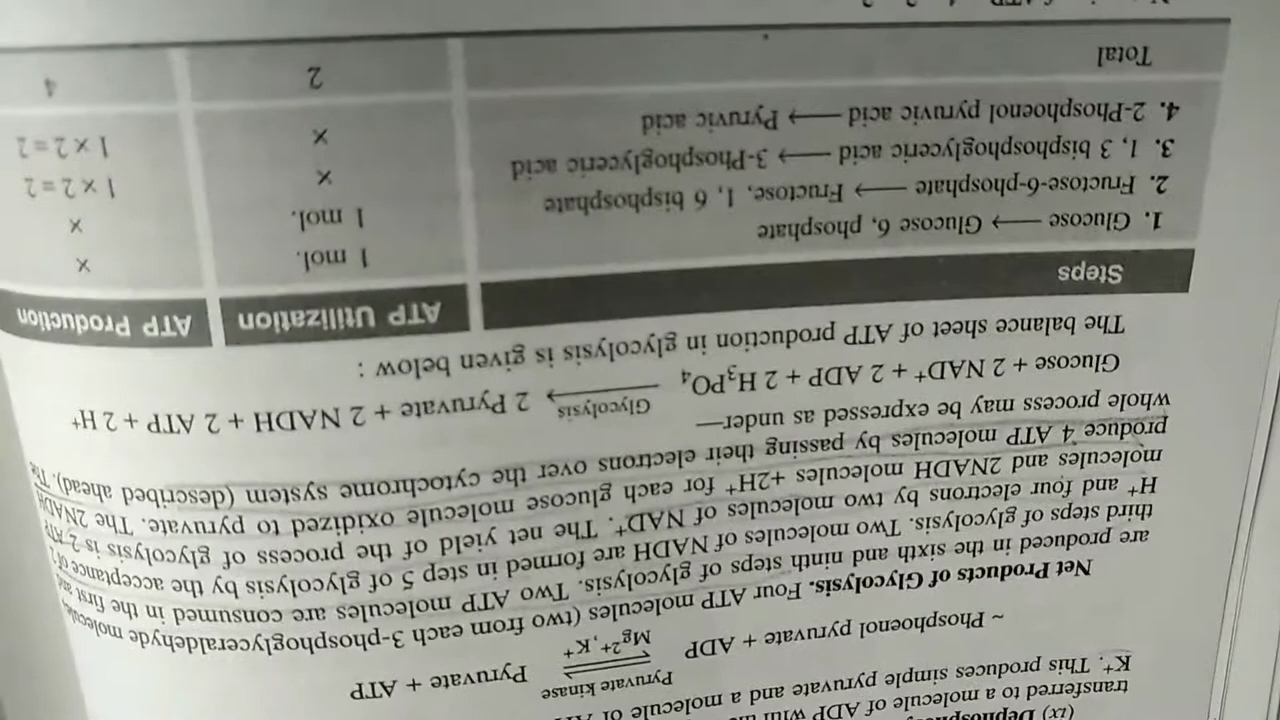 (ix) Dephosp
transferred to a molecule of ADP with
K⁺. This produces simple pyruvate and a molecule of
~ Phosphoenol pyruvate + ADP Pyruvate kinase Mg²⁺, K⁺ Pyruvate + ATP
Net Products of Glycolysis. Four ATP molecules (two from each 3-phosphoglyceraldehyde molecule
are produced in the sixth and ninth steps of glycolysis. Two ATP molecules are consumed in the first and
third steps of glycolysis. Two molecules of NADH are formed in step 5 of glycolysis by the acceptance of 2
H⁺ and four electrons by two molecules of NAD⁺. The net yield of the process of glycolysis is 2 ATP
molecules and 2NADH molecules +2H⁺ for each glucose molecule oxidized to pyruvate. The 2NADH
produce 4 ATP molecules by passing their electrons over the cytochrome system (described ahead). The
whole process may be expressed as under—
Glucose + 2 NAD⁺ + 2 ADP + 2 H₃PO₄ Glycolysis ⟶ 2 Pyruvate + 2 NADH + 2 ATP + 2 H⁺
The balance sheet of ATP production in glycolysis is given below :
Steps ATP Utilization ATP Production
1. Glucose ⟶ Glucose 6, phosphate 1 mol. ×
2. Fructose-6-phosphate ⟶ Fructose, 1, 6 bisphosphate 1 mol. ×
3. 1, 3 bisphosphoglyceric acid ⟶ 3-Phosphoglyceric acid × 1 × 2 = 2
4. 2-Phosphoenol pyruvic acid ⟶ Pyruvic acid × 1 × 2 = 2
Total 2 4